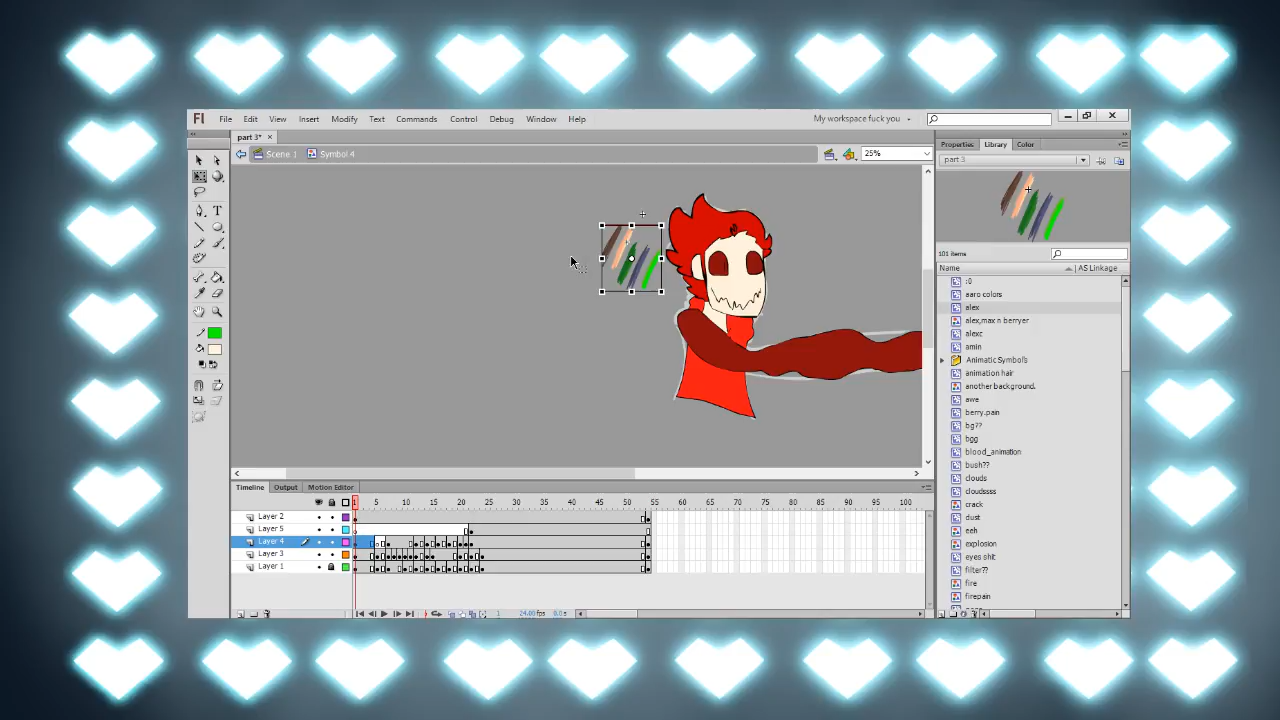 Fl File Edit View Insert Modify Text Commands Control Debug Window Help My workspace fuck you
part 3* ×
Scene 1 Symbol 4 25%
Properties Library Color
part 3
101 items
Name AS Linkage
:0
aaro colors
alex
alex,max n berryer
alexc
amin
Animatic Symbols
animation hair
another background.
awe
berry.pain
bg??
bgg
blood_animation
bush??
clouds
cloudssss
crack
dust
eeh
explosion
eyes shit
filter??
fire
firepain
Timeline Output Motion Editor
1 5 10 15 20 25 30 35 40 45 50 55 60 65 70 75 80 85 90 95 100
Layer 2
Layer 5
Layer 4
Layer 3
Layer 1
1 24.00 fps 0.0 s